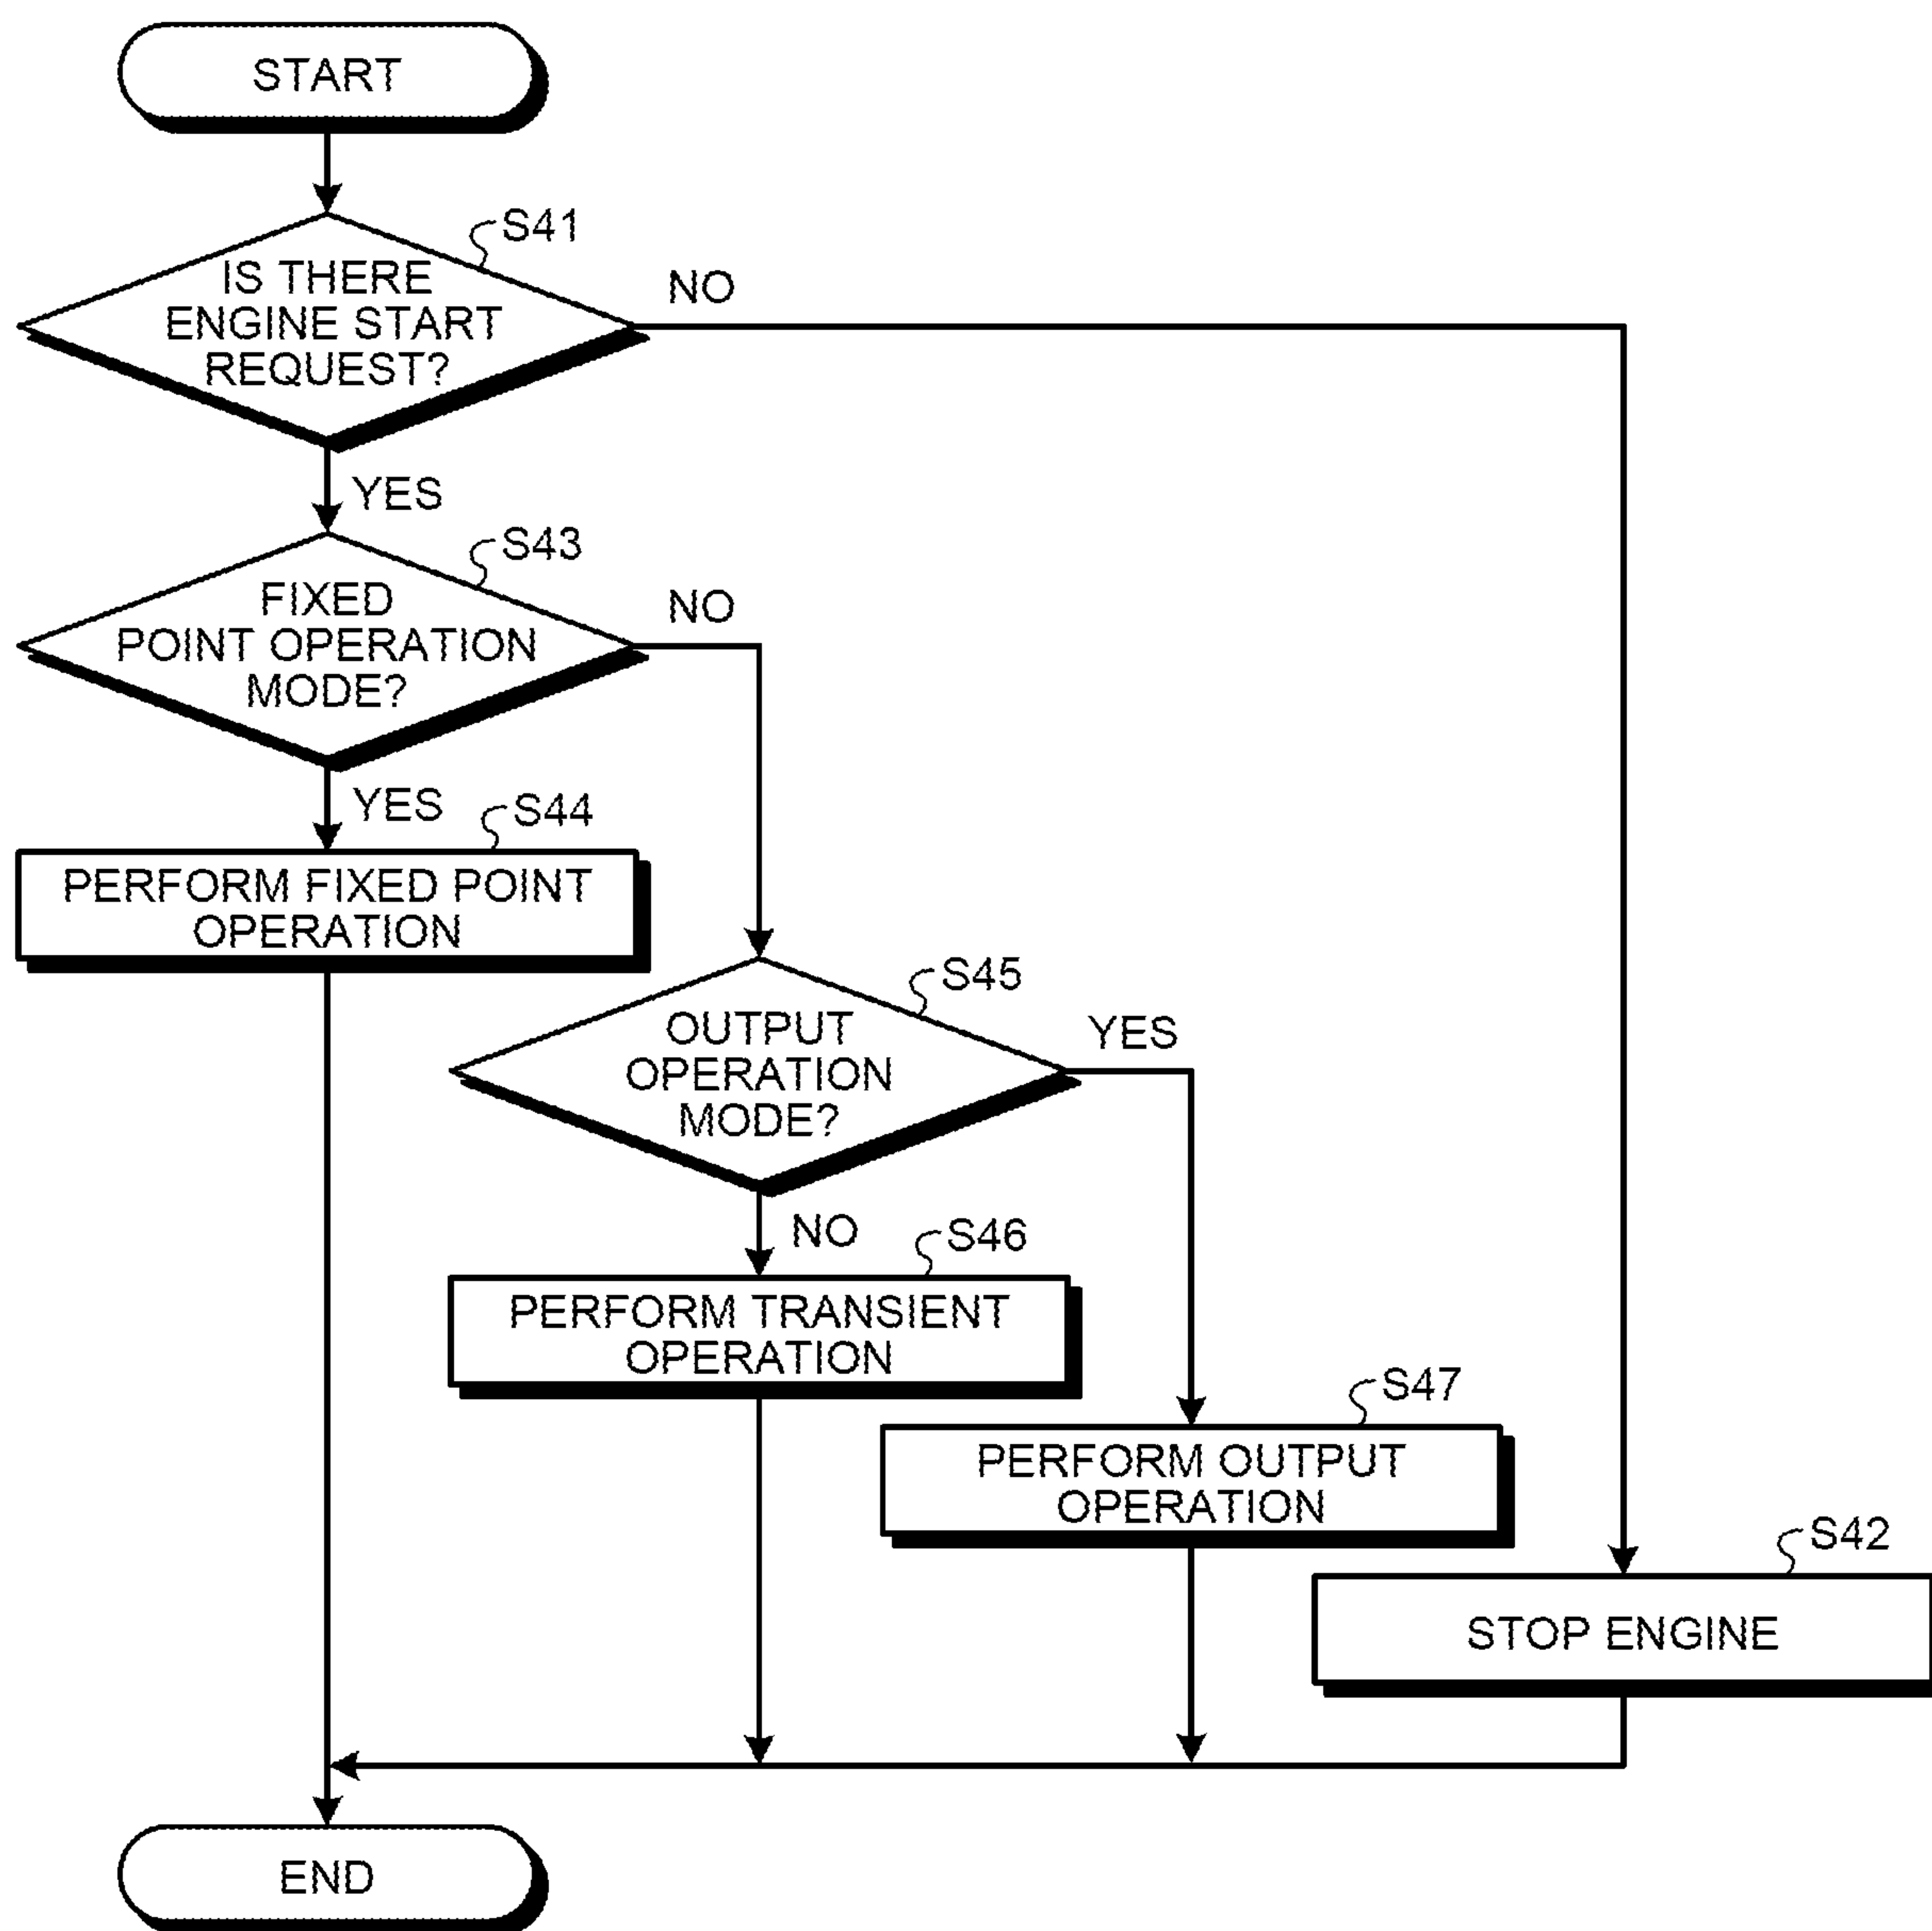 START
S41
IS THERE
ENGINE START
REQUEST?
NO
YES
S43
FIXED
POINT OPERATION
MODE?
NO
YES
S44
PERFORM FIXED POINT
OPERATION
S45
OUTPUT
OPERATION
MODE?
YES
NO
S46
PERFORM TRANSIENT
OPERATION
S47
PERFORM OUTPUT
OPERATION
S42
STOP ENGINE
END